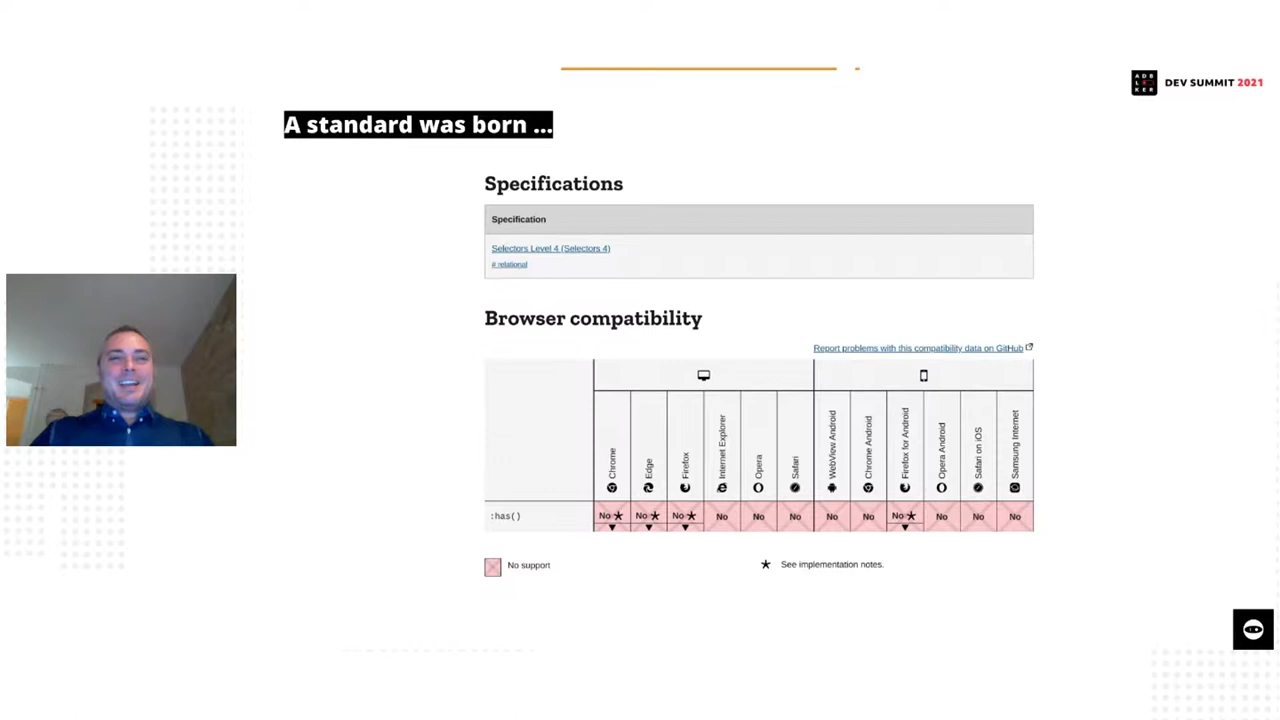 ADB
L KER
DEV SUMMIT 2021
A standard was born ...
Specifications
Specification
Selectors Level 4 (Selectors 4)
# relational
Browser compatibility
Report problems with this compatibility data on GitHub
Chrome
Edge
Firefox
Internet Explorer
Opera
Safari
WebView Android
Chrome Android
Firefox for Android
Opera Android
Safari on iOS
Samsung Internet
:has() No ★ No ★ No ★ No No No No No No ★ No No No
No support
★ See implementation notes.